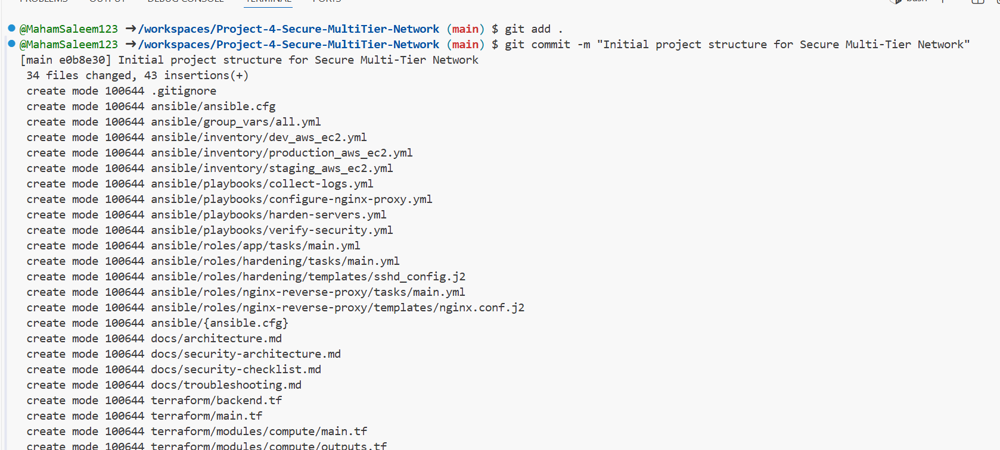 PROBLEMS OUTPUT DEBUG CONSOLE TERMINAL PORTS bash
@MahamSaleem123 ➜/workspaces/Project-4-Secure-MultiTier-Network (main) $ git add .
@MahamSaleem123 ➜/workspaces/Project-4-Secure-MultiTier-Network (main) $ git commit -m "Initial project structure for Secure Multi-Tier Network"
[main e0b8e30] Initial project structure for Secure Multi-Tier Network
34 files changed, 43 insertions(+)
create mode 100644 .gitignore
create mode 100644 ansible/ansible.cfg
create mode 100644 ansible/group_vars/all.yml
create mode 100644 ansible/inventory/dev_aws_ec2.yml
create mode 100644 ansible/inventory/production_aws_ec2.yml
create mode 100644 ansible/inventory/staging_aws_ec2.yml
create mode 100644 ansible/playbooks/collect-logs.yml
create mode 100644 ansible/playbooks/configure-nginx-proxy.yml
create mode 100644 ansible/playbooks/harden-servers.yml
create mode 100644 ansible/playbooks/verify-security.yml
create mode 100644 ansible/roles/app/tasks/main.yml
create mode 100644 ansible/roles/hardening/tasks/main.yml
create mode 100644 ansible/roles/hardening/templates/sshd_config.j2
create mode 100644 ansible/roles/nginx-reverse-proxy/tasks/main.yml
create mode 100644 ansible/roles/nginx-reverse-proxy/templates/nginx.conf.j2
create mode 100644 ansible/{ansible.cfg}
create mode 100644 docs/architecture.md
create mode 100644 docs/security-architecture.md
create mode 100644 docs/security-checklist.md
create mode 100644 docs/troubleshooting.md
create mode 100644 terraform/backend.tf
create mode 100644 terraform/main.tf
create mode 100644 terraform/modules/compute/main.tf
create mode 100644 terraform/modules/compute/outputs.tf